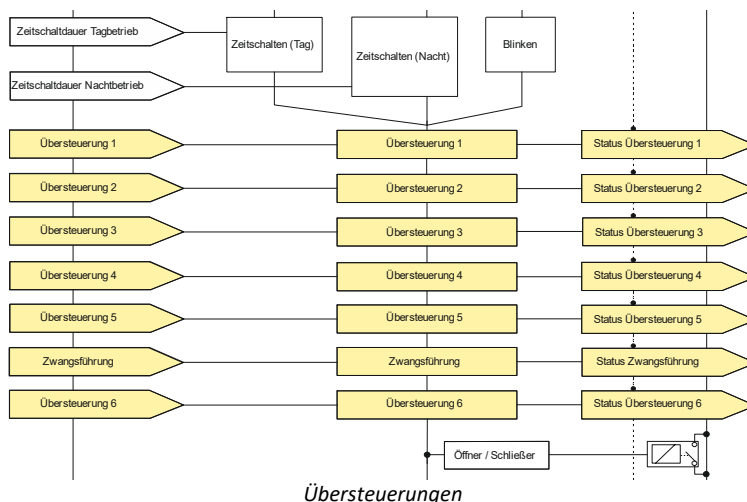 Zeitschaltdauer Tagbetrieb
Zeitschalten (Tag)
Zeitschalten (Nacht)
Blinken
Zeitschaltdauer Nachtbetrieb
Übersteuerung 1
Übersteuerung 1
Status Übersteuerung 1
Übersteuerung 2
Übersteuerung 2
Status Übersteuerung 2
Übersteuerung 3
Übersteuerung 3
Status Übersteuerung 3
Übersteuerung 4
Übersteuerung 4
Status Übersteuerung 4
Übersteuerung 5
Übersteuerung 5
Status Übersteuerung 5
Zwangsführung
Zwangsführung
Status Zwangsführung
Übersteuerung 6
Übersteuerung 6
Status Übersteuerung 6
Öffner / Schließer
Übersteuerungen